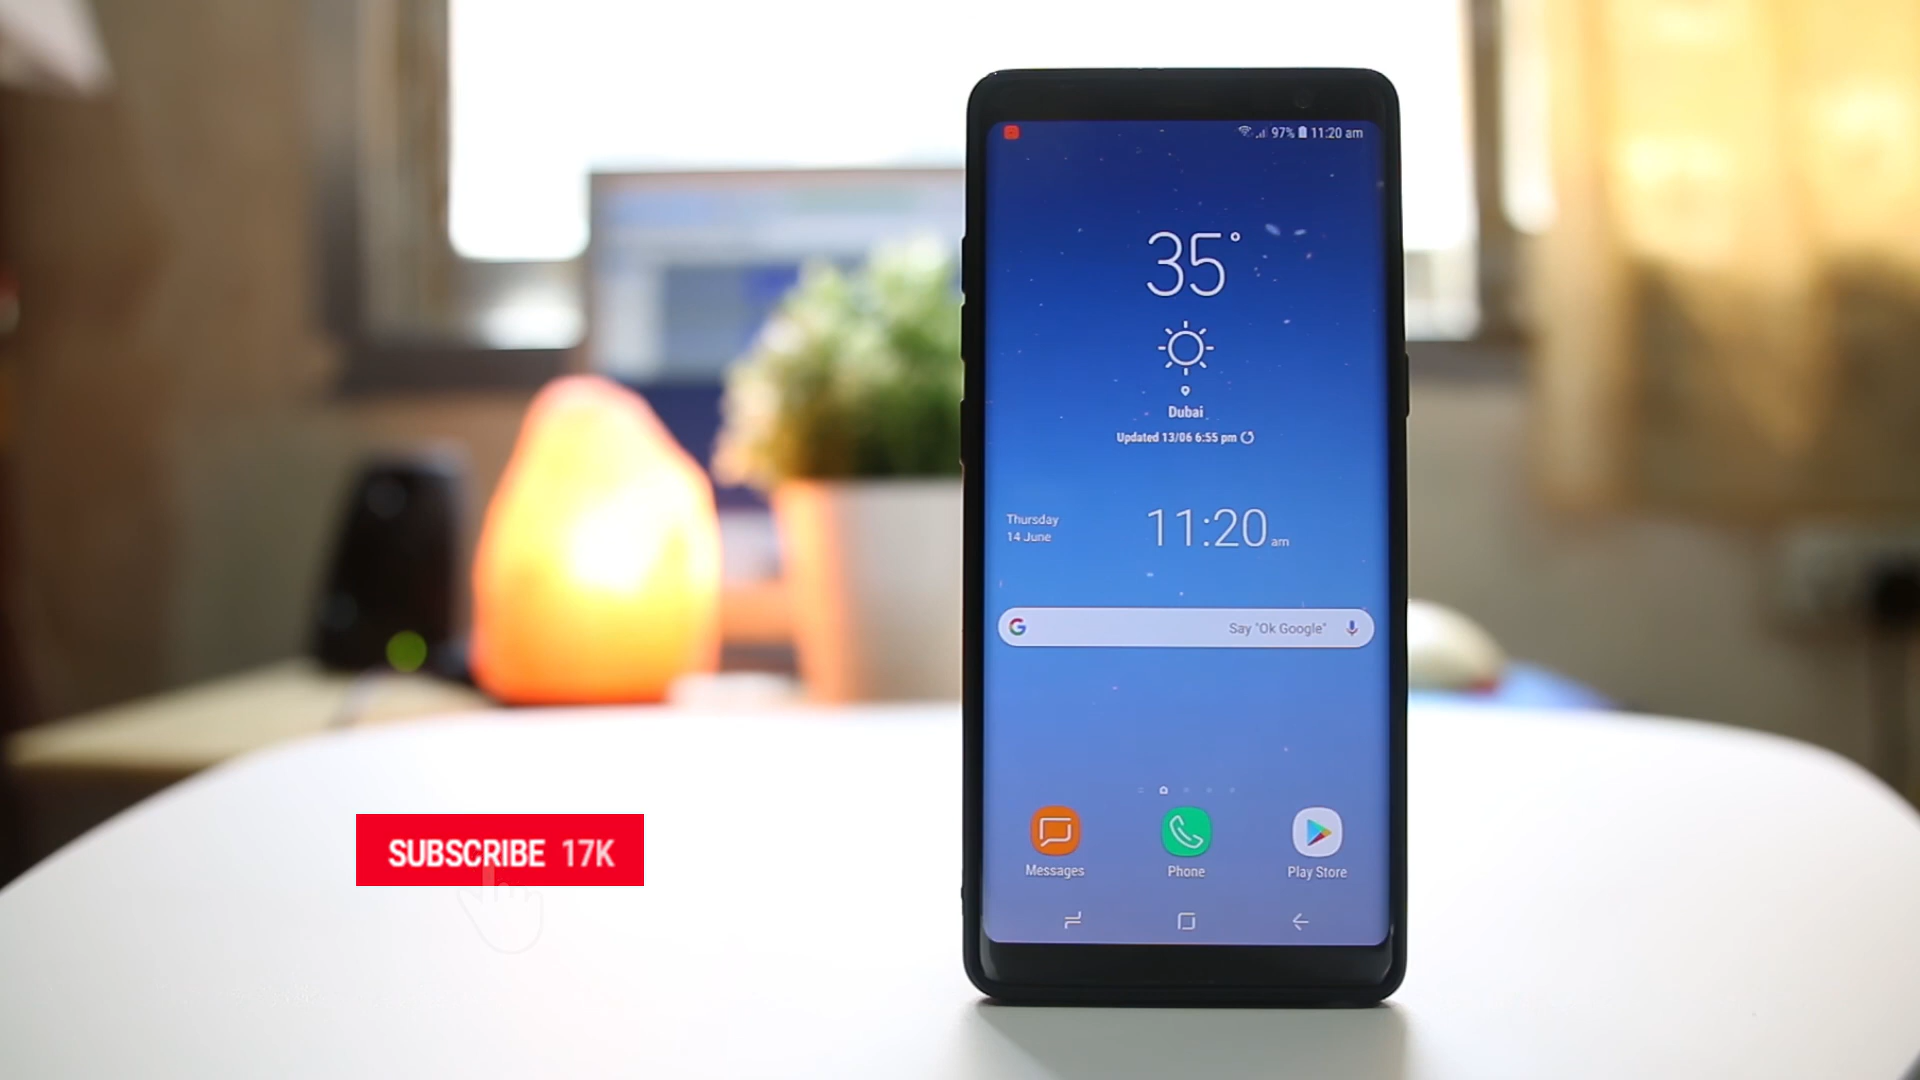 97% 11:20 am
35°
Dubai
Updated 13/06 6:55 pm
Thursday
14 June
11:20 am
G Say "Ok Google"
Messages Phone Play Store
SUBSCRIBE 17K